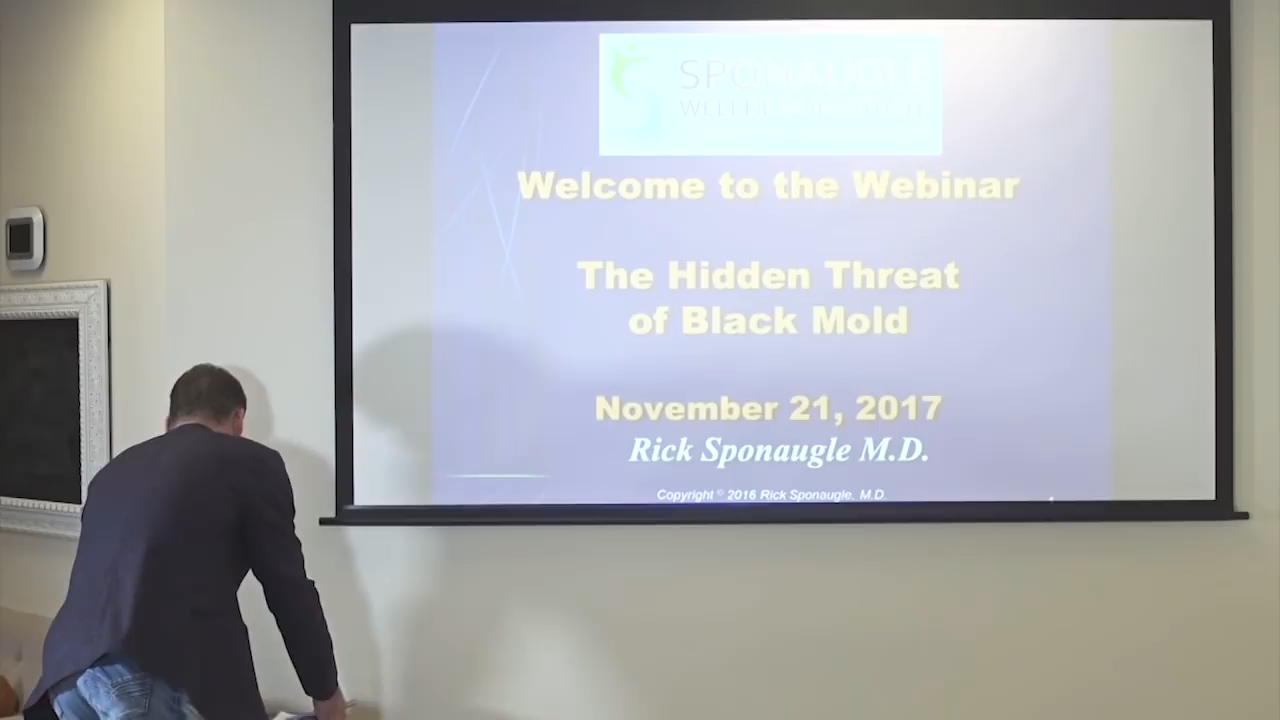 SPONAUGLE
Welcome to the Webinar
The Hidden Threat
of Black Mold
November 21, 2017
Rick Sponaugle M.D.
Copyright © 2016 Rick Sponaugle, M.D.